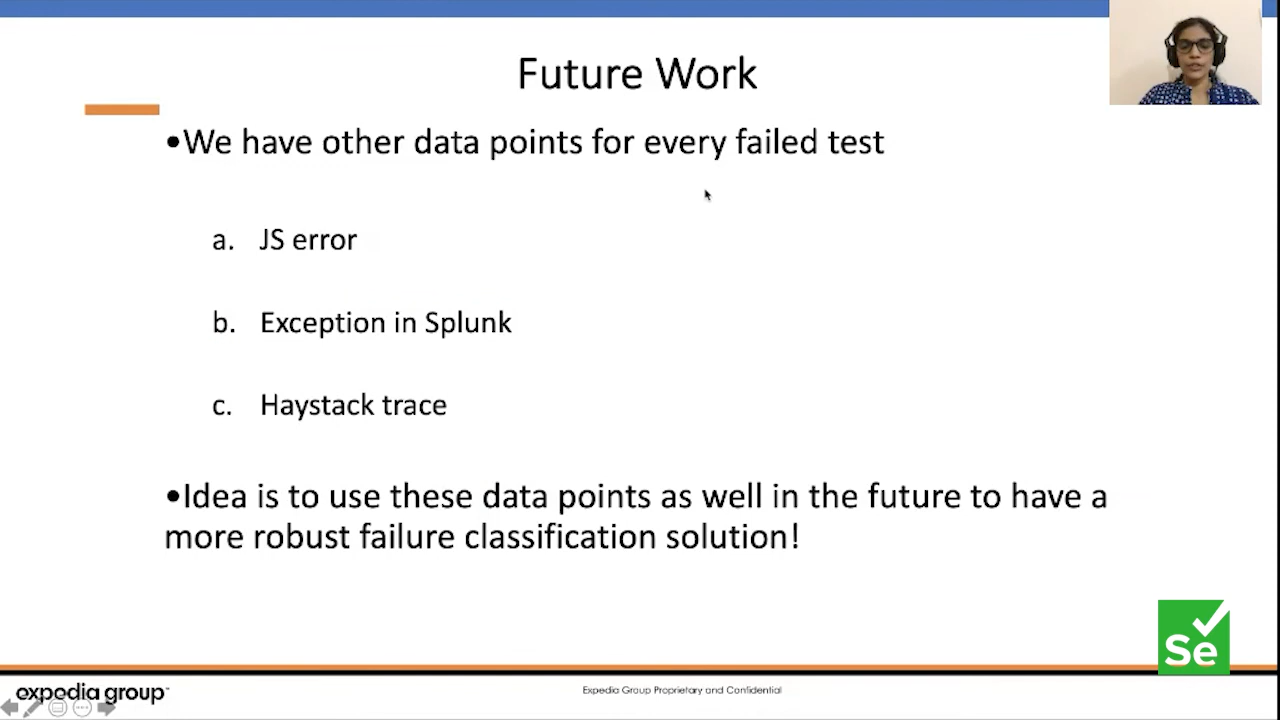 Future Work
•We have other data points for every failed test
a. JS error
b. Exception in Splunk
c. Haystack trace
•Idea is to use these data points as well in the future to have a
more robust failure classification solution!
Se
expedia group™
Expedia Group Proprietary and Confidential